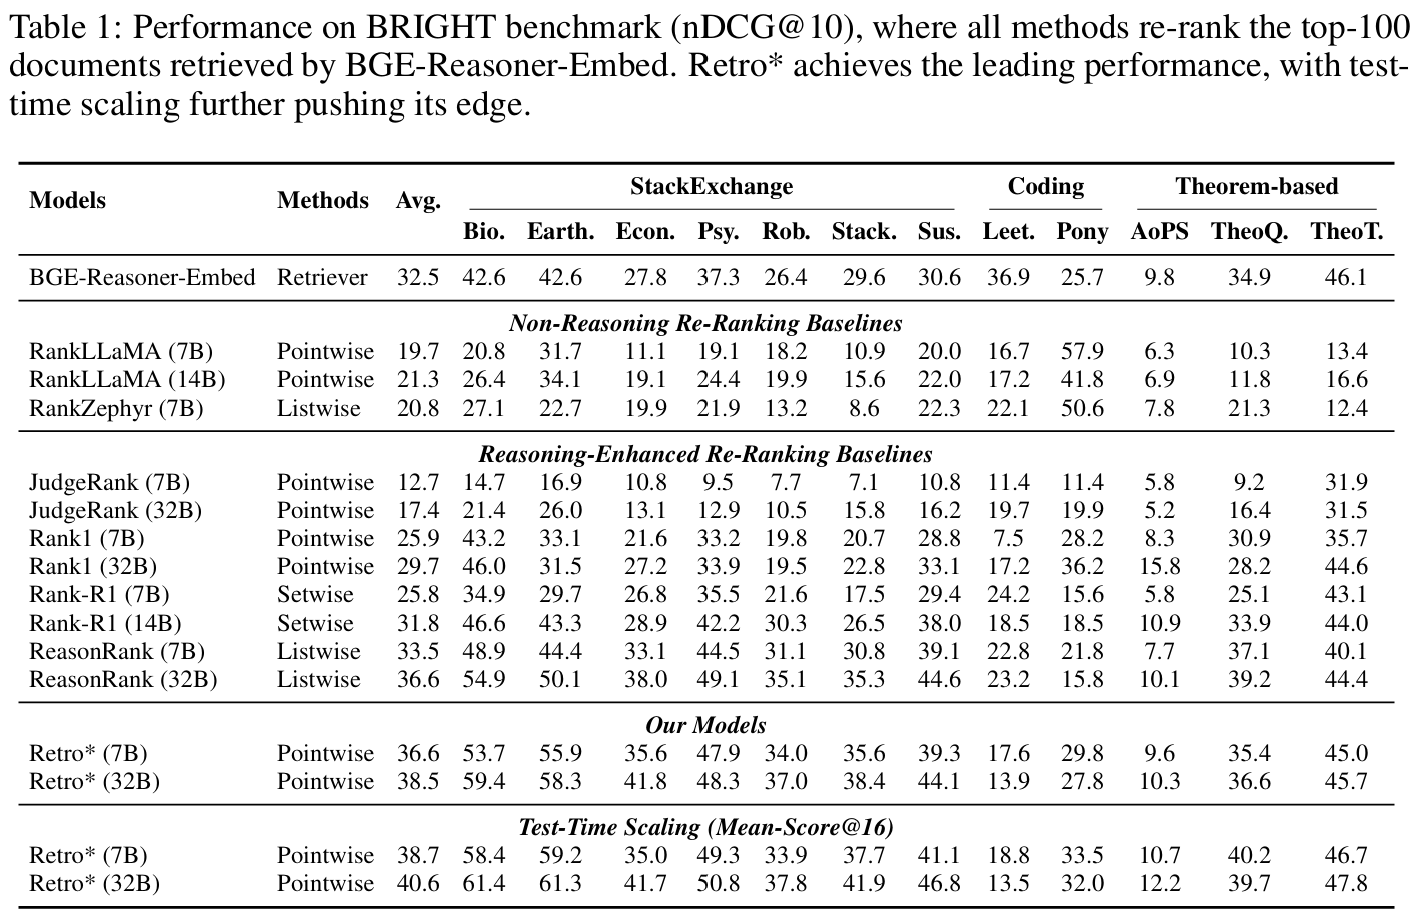 Table 1: Performance on BRIGHT benchmark (nDCG@10), where all methods re-rank the top-100
documents retrieved by BGE-Reasoner-Embed. Retro* achieves the leading performance, with test-
time scaling further pushing its edge.
Models Methods Avg. StackExchange Coding Theorem-based
Bio. Earth. Econ. Psy. Rob. Stack. Sus. Leet. Pony AoPS TheoQ. TheoT.
BGE-Reasoner-Embed Retriever 32.5 42.6 42.6 27.8 37.3 26.4 29.6 30.6 36.9 25.7 9.8 34.9 46.1
Non-Reasoning Re-Ranking Baselines
RankLLaMA (7B) Pointwise 19.7 20.8 31.7 11.1 19.1 18.2 10.9 20.0 16.7 57.9 6.3 10.3 13.4
RankLLaMA (14B) Pointwise 21.3 26.4 34.1 19.1 24.4 19.9 15.6 22.0 17.2 41.8 6.9 11.8 16.6
RankZephyr (7B) Listwise 20.8 27.1 22.7 19.9 21.9 13.2 8.6 22.3 22.1 50.6 7.8 21.3 12.4
Reasoning-Enhanced Re-Ranking Baselines
JudgeRank (7B) Pointwise 12.7 14.7 16.9 10.8 9.5 7.7 7.1 10.8 11.4 11.4 5.8 9.2 31.9
JudgeRank (32B) Pointwise 17.4 21.4 26.0 13.1 12.9 10.5 15.8 16.2 19.7 19.9 5.2 16.4 31.5
Rank1 (7B) Pointwise 25.9 43.2 33.1 21.6 33.2 19.8 20.7 28.8 7.5 28.2 8.3 30.9 35.7
Rank1 (32B) Pointwise 29.7 46.0 31.5 27.2 33.9 19.5 22.8 33.1 17.2 36.2 15.8 28.2 44.6
Rank-R1 (7B) Setwise 25.8 34.9 29.7 26.8 35.5 21.6 17.5 29.4 24.2 15.6 5.8 25.1 43.1
Rank-R1 (14B) Setwise 31.8 46.6 43.3 28.9 42.2 30.3 26.5 38.0 18.5 18.5 10.9 33.9 44.0
ReasonRank (7B) Listwise 33.5 48.9 44.4 33.1 44.5 31.1 30.8 39.1 22.8 21.8 7.7 37.1 40.1
ReasonRank (32B) Listwise 36.6 54.9 50.1 38.0 49.1 35.1 35.3 44.6 23.2 15.8 10.1 39.2 44.4
Our Models
Retro* (7B) Pointwise 36.6 53.7 55.9 35.6 47.9 34.0 35.6 39.3 17.6 29.8 9.6 35.4 45.0
Retro* (32B) Pointwise 38.5 59.4 58.3 41.8 48.3 37.0 38.4 44.1 13.9 27.8 10.3 36.6 45.7
Test-Time Scaling (Mean-Score@16)
Retro* (7B) Pointwise 38.7 58.4 59.2 35.0 49.3 33.9 37.7 41.1 18.8 33.5 10.7 40.2 46.7
Retro* (32B) Pointwise 40.6 61.4 61.3 41.7 50.8 37.8 41.9 46.8 13.5 32.0 12.2 39.7 47.8